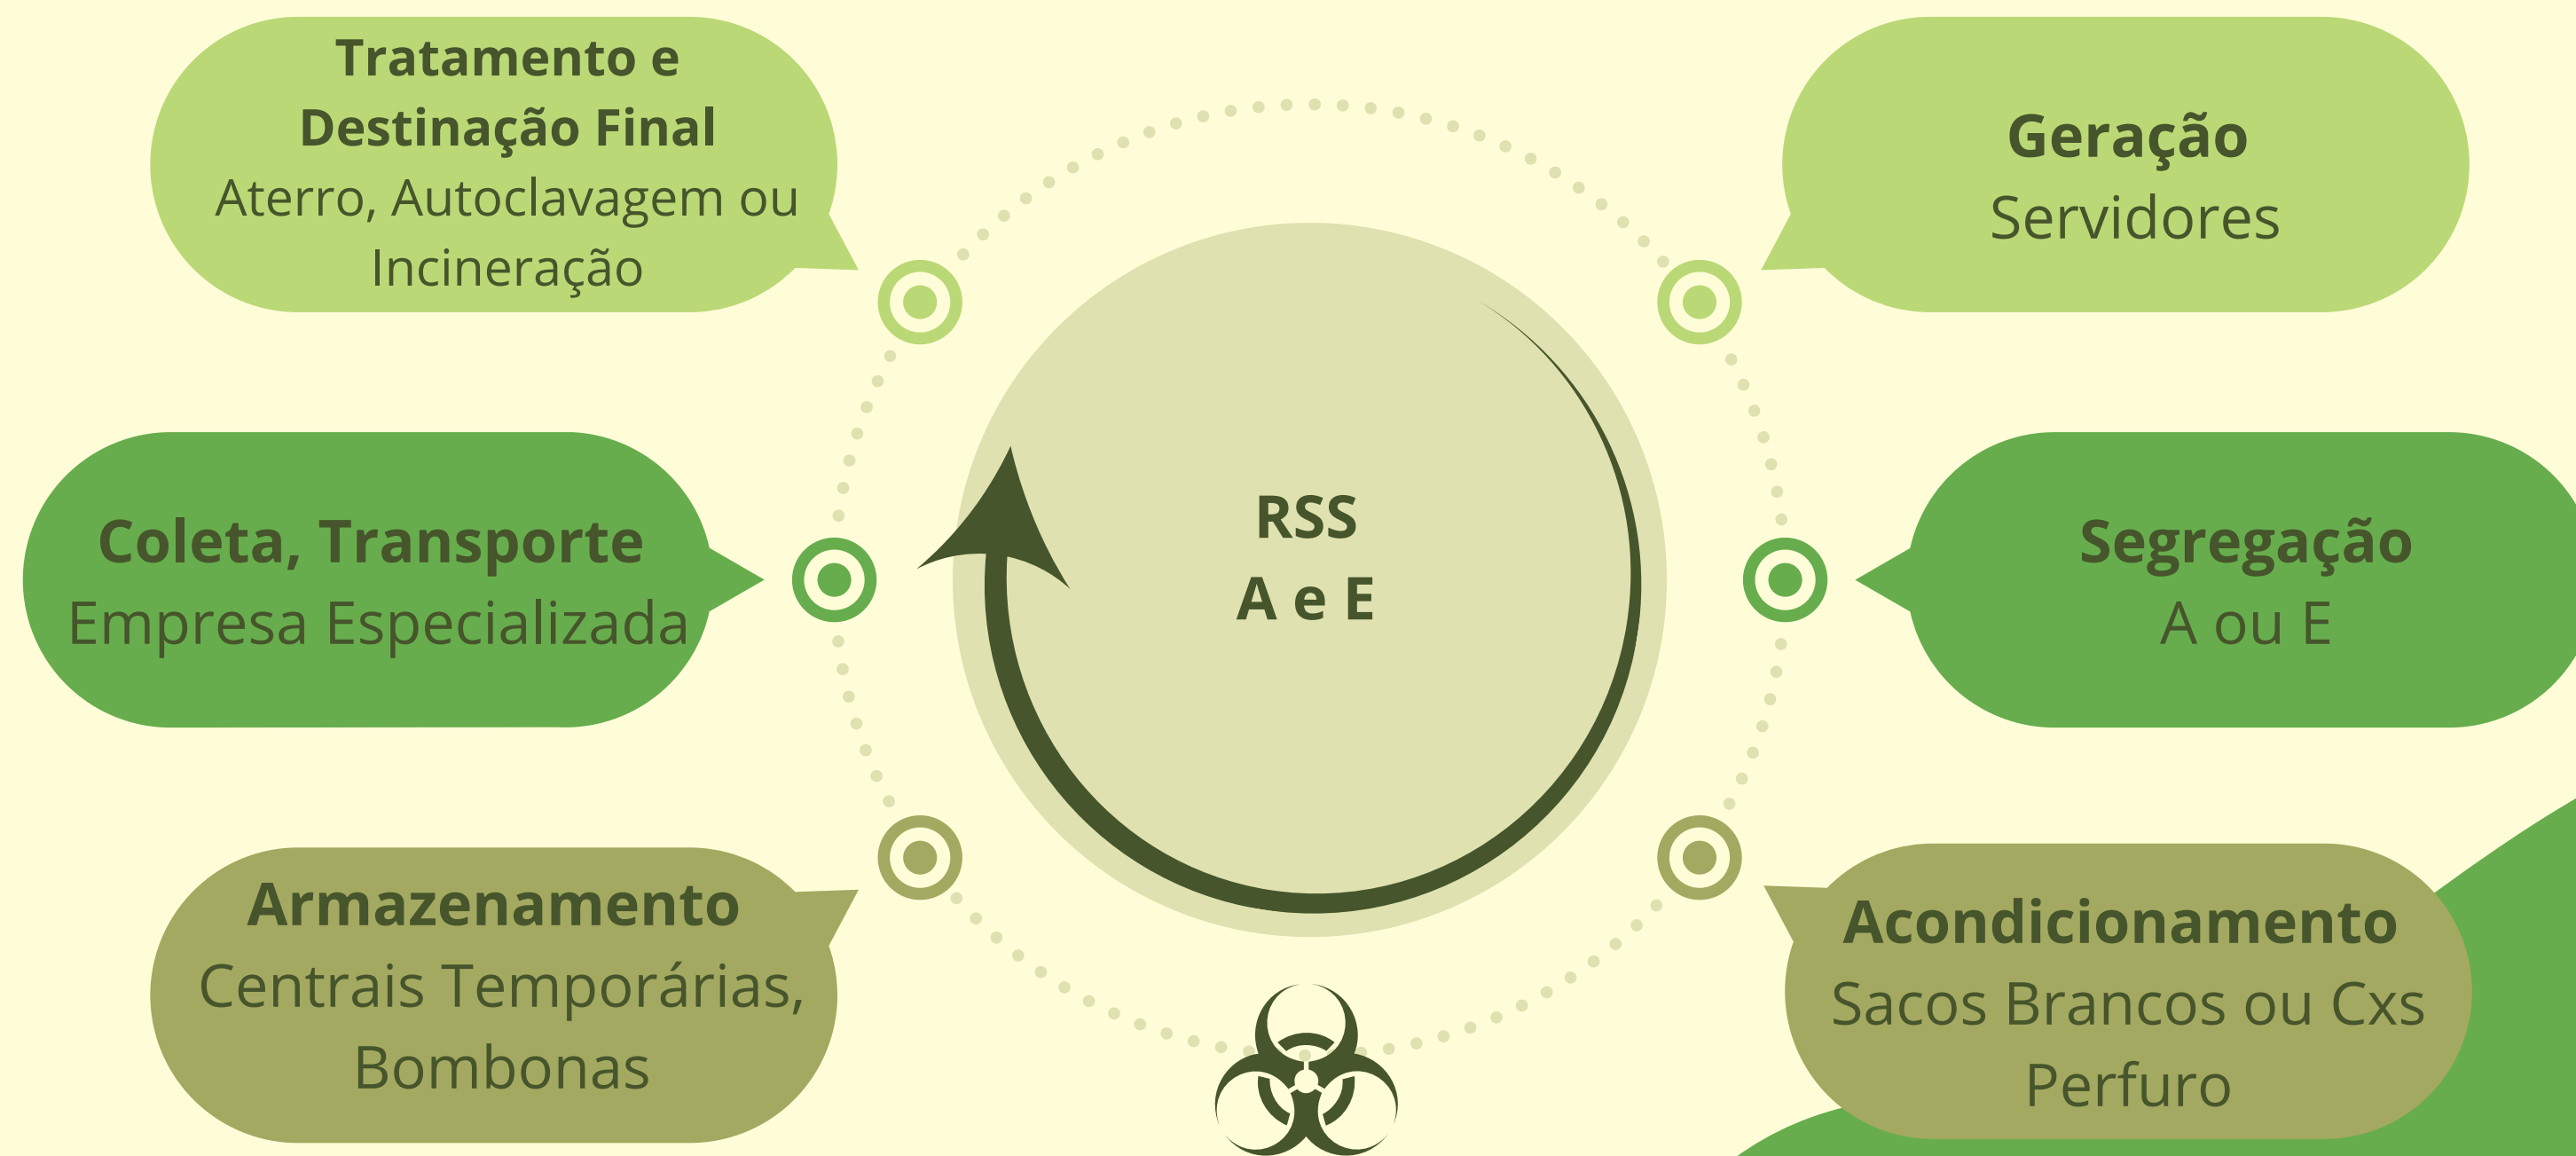 Tratamento e
Destinação Final
Aterro, Autoclavagem ou
Incineração
Geração
Servidores
Coleta, Transporte
Empresa Especializada
RSS
A e E
Segregação
A ou E
Armazenamento
Centrais Temporárias,
Bombonas
Acondicionamento
Sacos Brancos ou Cxs
Perfuro